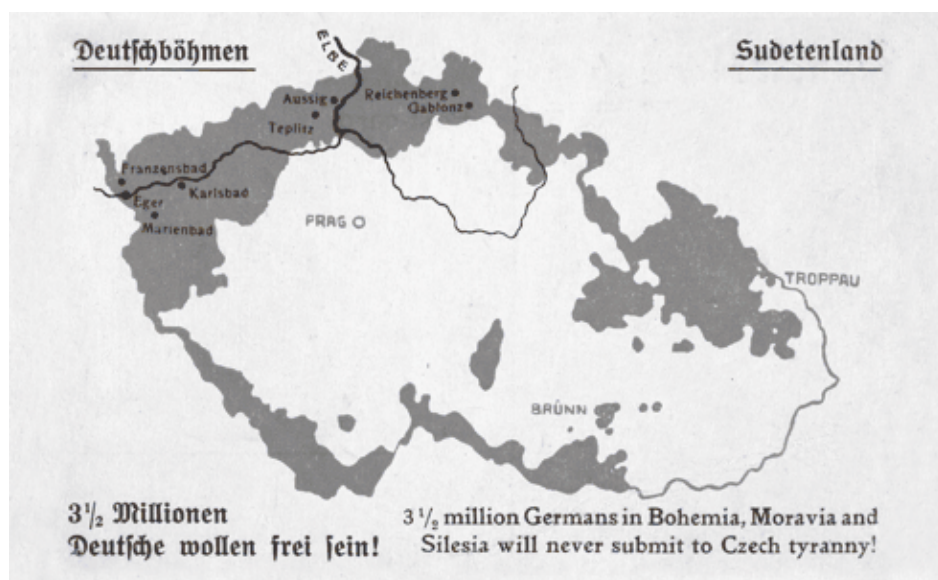 Deutſchböhmen
Sudetenland
ELBE
Aussig
Reichenberg
Gablonz
Teplitz
Franzensbad
Eger
Karlsbad
Marienbad
PRAG
TROPPAU
BRÜNN
3½ Millionen
Deutſche wollen frei ſein!
3½ million Germans in Bohemia, Moravia and
Silesia will never submit to Czech tyranny!